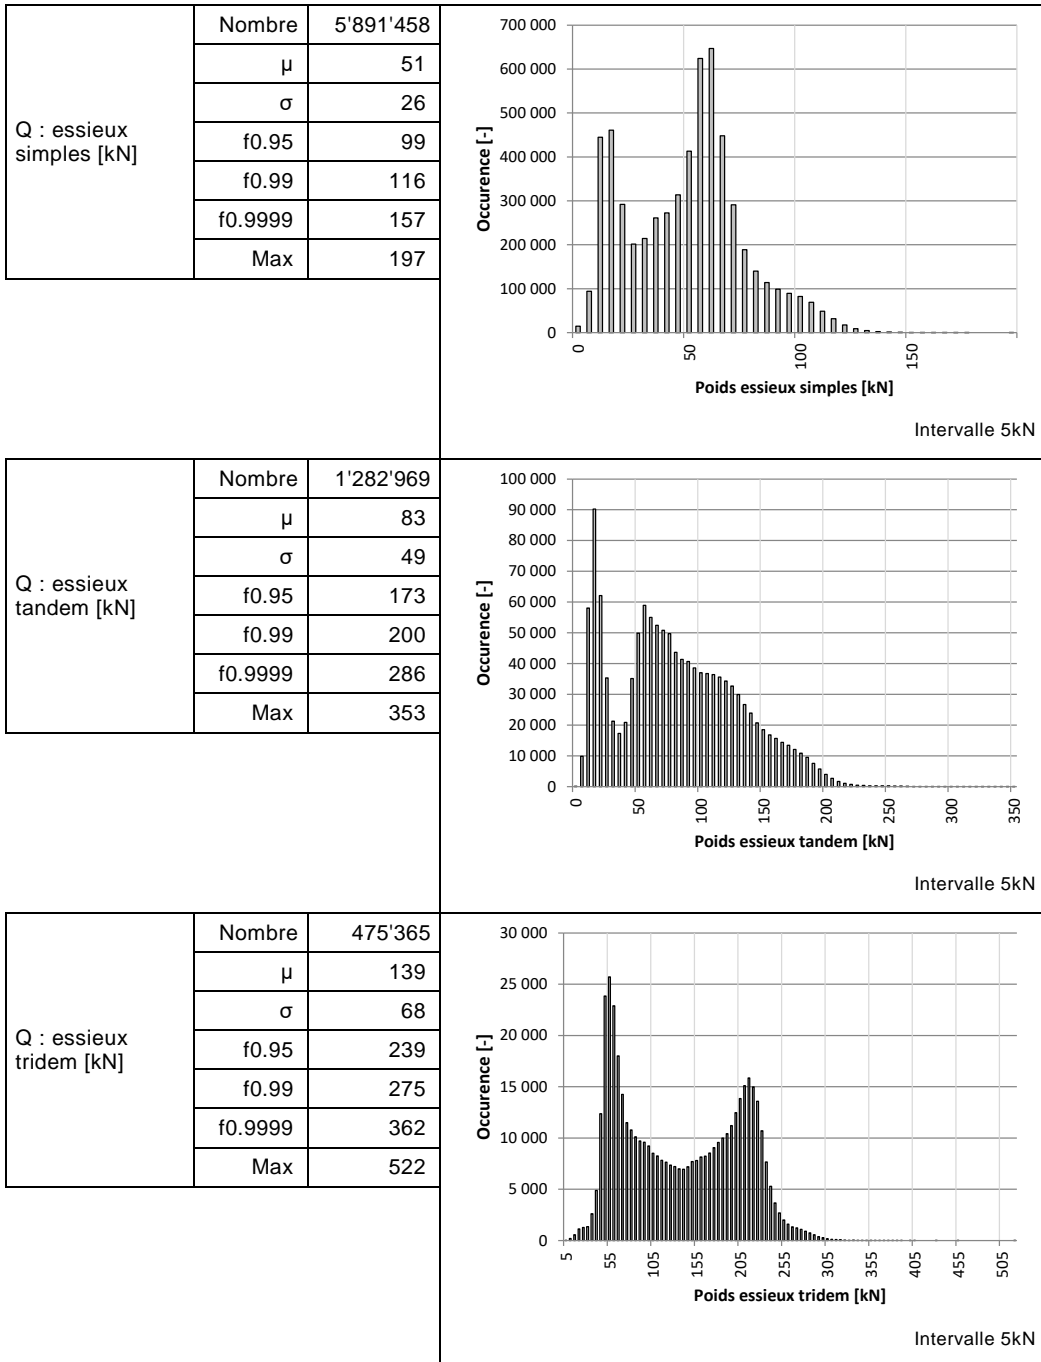 Q : essieux
simples [kN]
Nombre 5'891'458
μ 51
σ 26
f0.95 99
f0.99 116
f0.9999 157
Max 197
700 000
600 000
500 000
400 000
300 000
200 000
100 000
0
Occurence [-]
0 50 100 150
Poids essieux simples [kN]
Intervalle 5kN
Q : essieux
tandem [kN]
Nombre 1'282'969
μ 83
σ 49
f0.95 173
f0.99 200
f0.9999 286
Max 353
100 000
90 000
80 000
70 000
60 000
50 000
40 000
30 000
20 000
10 000
0
Occurence [-]
0 50 100 150 200 250 300 350
Poids essieux tandem [kN]
Intervalle 5kN
Q : essieux
tridem [kN]
Nombre 475'365
μ 139
σ 68
f0.95 239
f0.99 275
f0.9999 362
Max 522
30 000
25 000
20 000
15 000
10 000
5 000
0
Occurence [-]
5 55 105 155 205 255 305 355 405 455 505
Poids essieux tridem [kN]
Intervalle 5kN